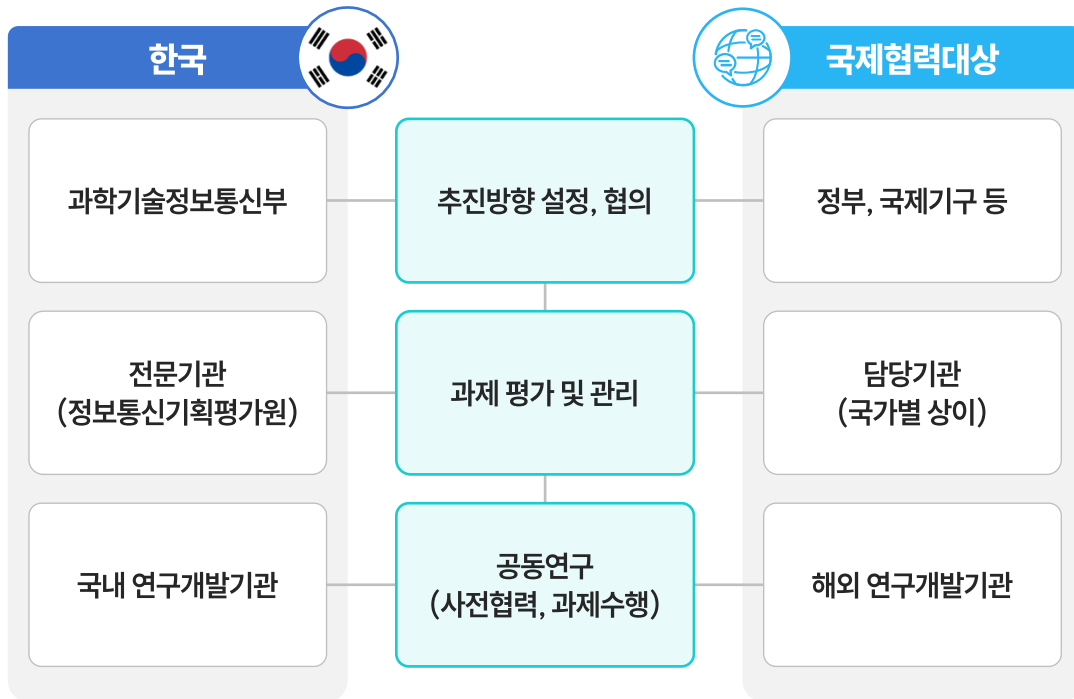 한국
국제협력대상
과학기술정보통신부
추진방향 설정, 협의
정부, 국제기구 등
전문기관
(정보통신기획평가원)
과제 평가 및 관리
담당기관
(국가별 상이)
국내 연구개발기관
공동연구
(사전협력, 과제수행)
해외 연구개발기관